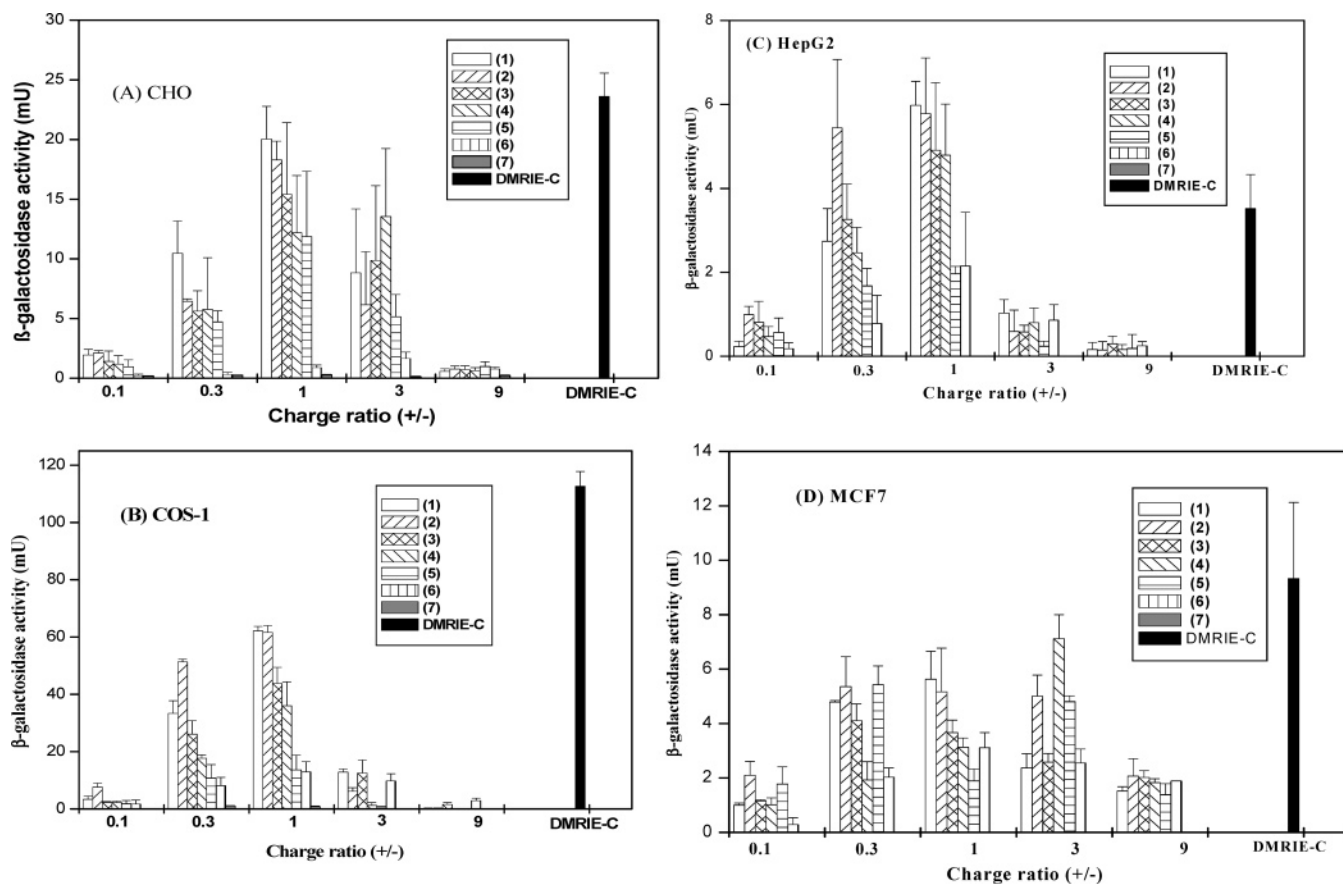 30
25
20
15
10
5
0
ß-galactosidase activity (mU)
(A) CHO
(1)
(2)
(3)
(4)
(5)
(6)
(7)
DMRIE-C
0.1 0.3 1 3 9 DMRIE-C
Charge ratio (+/-)
8
6
4
2
0
β-galactosidase activity (mU)
(C) HepG2
(1)
(2)
(3)
(4)
(5)
(6)
(7)
DMRIE-C
0.1 0.3 1 3 9 DMRIE-C
Charge ratio (+/-)
120
100
80
60
40
20
0
β-galactosidase activity (mU)
(B) COS-1
(1)
(2)
(3)
(4)
(5)
(6)
(7)
DMRIE-C
0.1 0.3 1 3 9 DMRIE-C
Charge ratio (+/-)
14
12
10
8
6
4
2
0
β-galactosidase activity (mU)
(D) MCF7
(1)
(2)
(3)
(4)
(5)
(6)
(7)
DMRIE-C
0.1 0.3 1 3 9 DMRIE-C
Charge ratio (+/-)